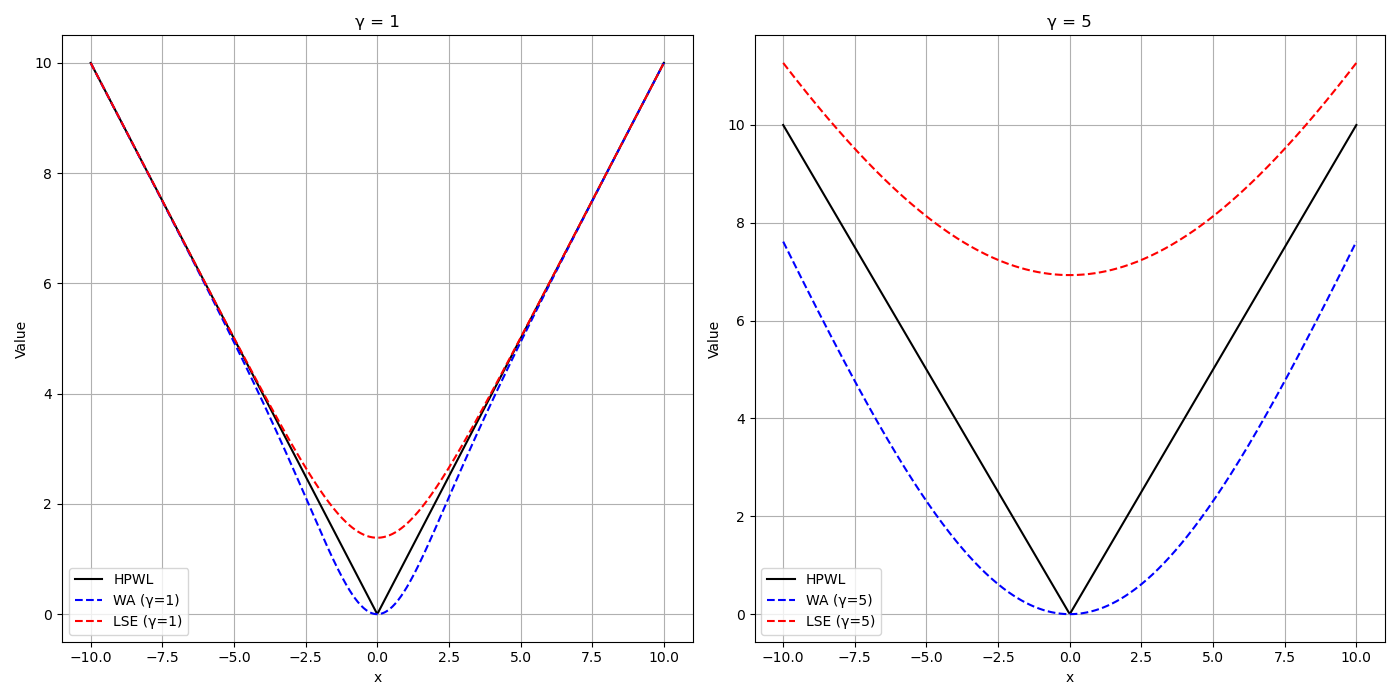 γ = 1
10
8
6
4
2
0
Value
−10.0 −7.5 −5.0 −2.5 0.0 2.5 5.0 7.5 10.0
x
HPWL
WA (γ=1)
LSE (γ=1)
γ = 5
10
8
6
4
2
0
Value
−10.0 −7.5 −5.0 −2.5 0.0 2.5 5.0 7.5 10.0
x
HPWL
WA (γ=5)
LSE (γ=5)